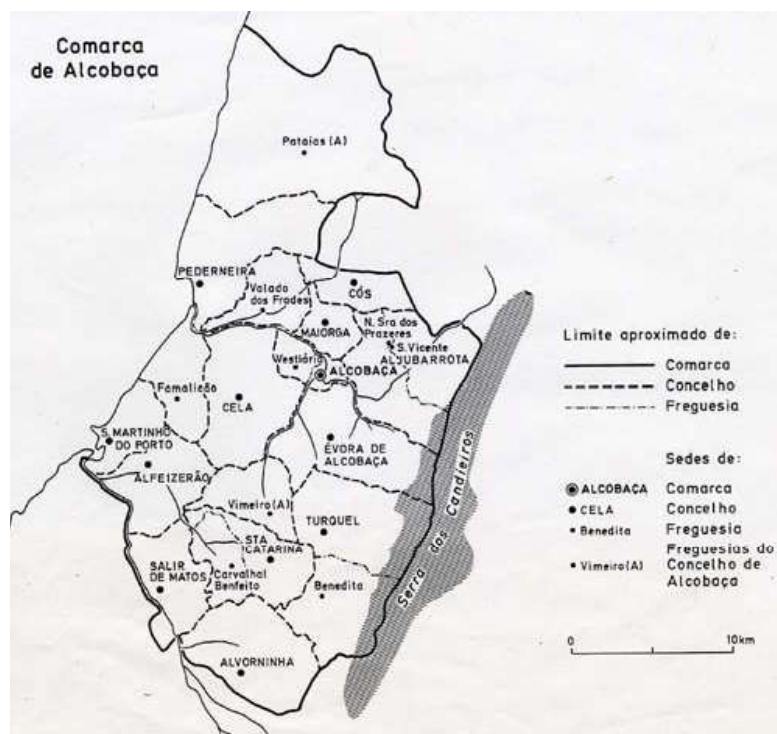 Comarca
de Alcobaça
Pataias (A)
PEDERNEIRA
Valado
dos Frades
CÓS
MAIORGA
N. Sra dos
Prazeres
S. Vicente
ALJUBARROTA
Vestiária
ALCOBAÇA
Famalicão
CELA
S. MARTINHO
DO PORTO
ALFEIZERÃO
ÉVORA DE
ALCOBAÇA
Vimeiro (A)
TURQUEL
STA
CATARINA
SALIR
DE MATOS
Carvalhal
Benfeito
Benedita
ALVORNINHA
Serra dos Candieiros
Limite aproximado de:
Comarca
Concelho
Freguesia
Sedes de:
ALCOBAÇA Comarca
CELA Concelho
Benedita Freguesia
Freguesias do
Vimeiro (A) Concelho de
Alcobaça
0 10km